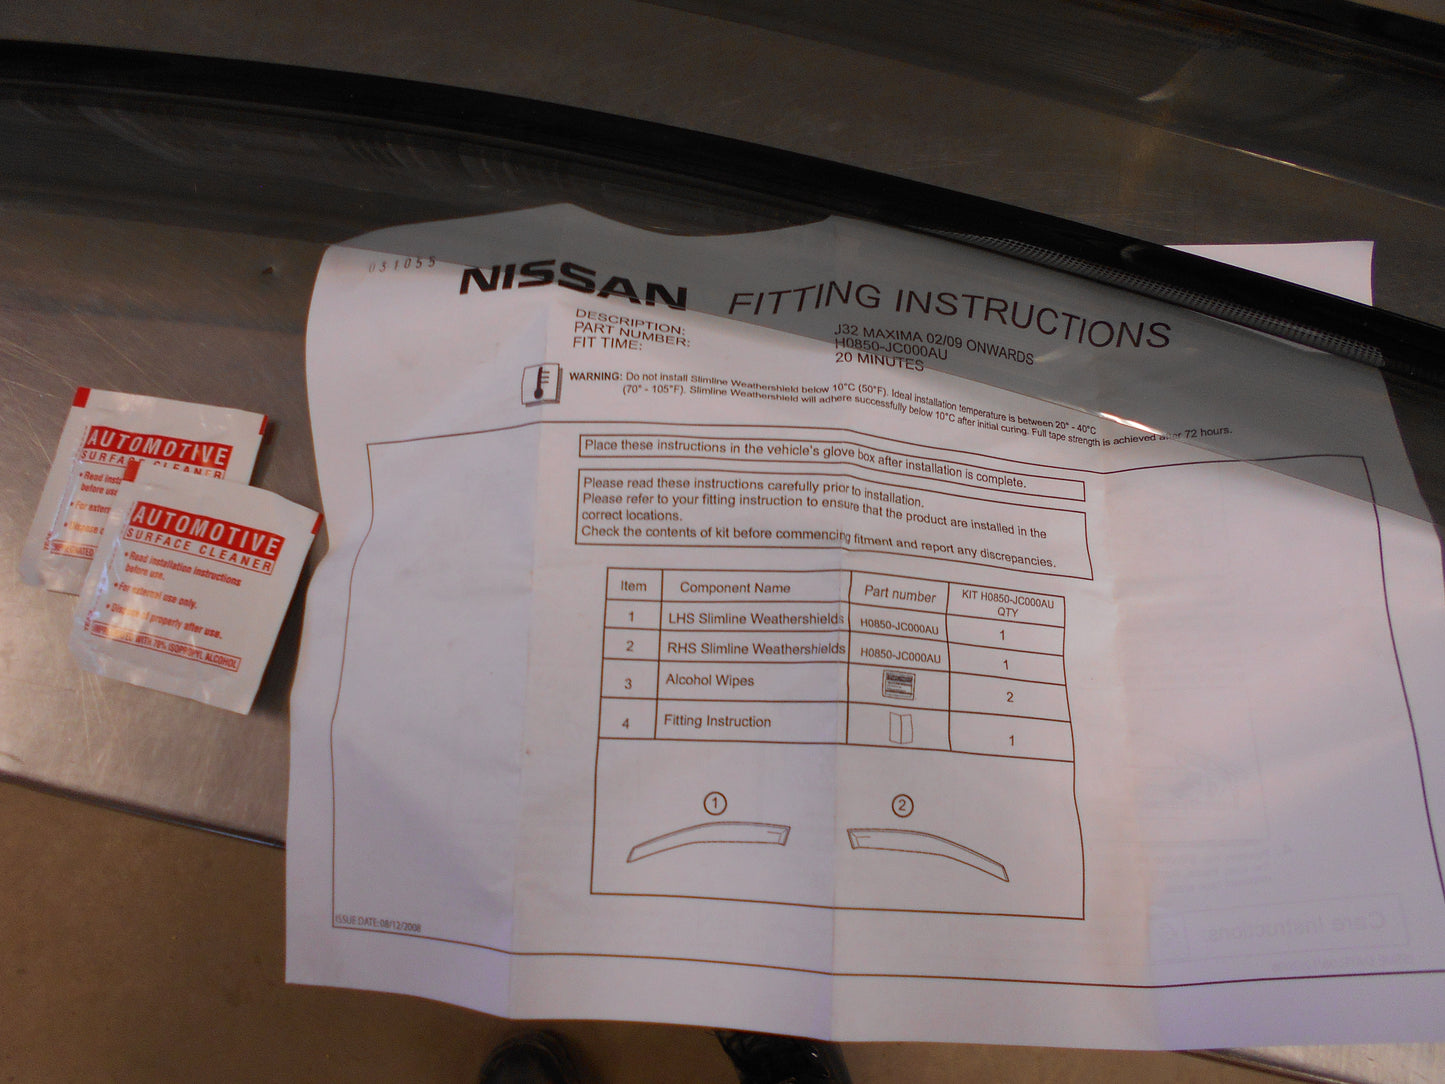 031055
NISSAN FITTING INSTRUCTIONS
DESCRIPTION: J32 MAXIMA 02/09 ONWARDS
PART NUMBER: H0850-JC000AU
FIT TIME: 20 MINUTES
WARNING: Do not install Slimline Weathershield below 10°C (50°F). Ideal installation temperature is between 20° - 40°C
(70° - 105°F). Slimline Weathershield will adhere successfully below 10°C after initial curing. Full tape strength is achieved after 72 hours.
Place these instructions in the vehicle's glove box after installation is complete.
Please read these instructions carefully prior to installation.
Please refer to your fitting instruction to ensure that the product are installed in the
correct locations.
Check the contents of kit before commencing fitment and report any discrepancies.
Item Component Name Part number KIT H0850-JC000AU
QTY
1 LHS Slimline Weathershields H0850-JC000AU 1
2 RHS Slimline Weathershields H0850-JC000AU 1
3 Alcohol Wipes 2
4 Fitting Instruction 1
1 2
ISSUE DATE:08/12/2008
AUTOMOTIVE
SURFACE CLEANER
• Read
before
• For
•
AUTOMOTIVE
SURFACE CLEANER
• Read installation instructions
before use.
• For external use only.
• Dispose of properly after use.
IMPREGNATED WITH 70% ISOPROPYL ALCOHOL
Care Instructions: